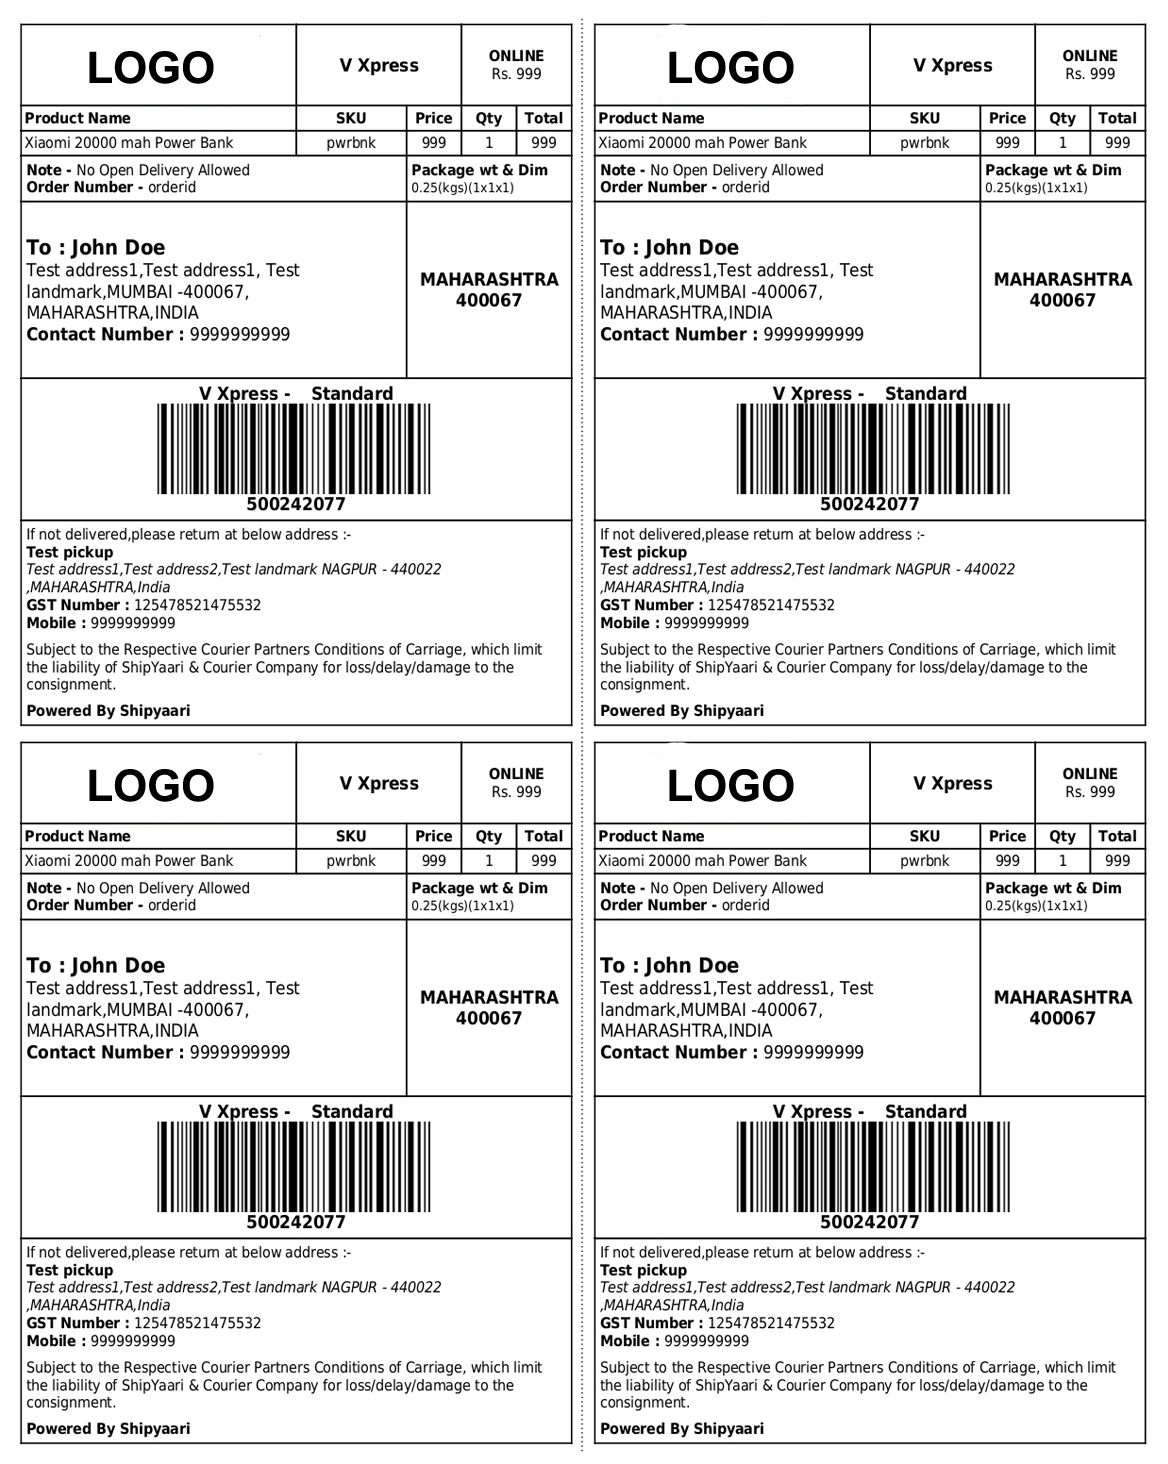 LOGO
V Xpress
ONLINE
Rs. 999
Product Name SKU Price Qty Total
Xiaomi 20000 mah Power Bank pwrbnk 999 1 999
Note - No Open Delivery Allowed
Order Number - orderid
Package wt & Dim
0.25(kgs)(1x1x1)
To : John Doe
Test address1,Test address1, Test
landmark,MUMBAI -400067,
MAHARASHTRA,INDIA
Contact Number : 9999999999
MAHARASHTRA
400067
V Xpress - Standard
500242077
If not delivered,please return at below address :-
Test pickup
Test address1,Test address2,Test landmark NAGPUR - 440022
,MAHARASHTRA,India
GST Number : 125478521475532
Mobile : 9999999999
Subject to the Respective Courier Partners Conditions of Carriage, which limit
the liability of ShipYaari & Courier Company for loss/delay/damage to the
consignment.
Powered By Shipyaari
LOGO
V Xpress
ONLINE
Rs. 999
Product Name SKU Price Qty Total
Xiaomi 20000 mah Power Bank pwrbnk 999 1 999
Note - No Open Delivery Allowed
Order Number - orderid
Package wt & Dim
0.25(kgs)(1x1x1)
To : John Doe
Test address1,Test address1, Test
landmark,MUMBAI -400067,
MAHARASHTRA,INDIA
Contact Number : 9999999999
MAHARASHTRA
400067
V Xpress - Standard
500242077
If not delivered,please return at below address :-
Test pickup
Test address1,Test address2,Test landmark NAGPUR - 440022
,MAHARASHTRA,India
GST Number : 125478521475532
Mobile : 9999999999
Subject to the Respective Courier Partners Conditions of Carriage, which limit
the liability of ShipYaari & Courier Company for loss/delay/damage to the
consignment.
Powered By Shipyaari
LOGO
V Xpress
ONLINE
Rs. 999
Product Name SKU Price Qty Total
Xiaomi 20000 mah Power Bank pwrbnk 999 1 999
Note - No Open Delivery Allowed
Order Number - orderid
Package wt & Dim
0.25(kgs)(1x1x1)
To : John Doe
Test address1,Test address1, Test
landmark,MUMBAI -400067,
MAHARASHTRA,INDIA
Contact Number : 9999999999
MAHARASHTRA
400067
V Xpress - Standard
500242077
If not delivered,please return at below address :-
Test pickup
Test address1,Test address2,Test landmark NAGPUR - 440022
,MAHARASHTRA,India
GST Number : 125478521475532
Mobile : 9999999999
Subject to the Respective Courier Partners Conditions of Carriage, which limit
the liability of ShipYaari & Courier Company for loss/delay/damage to the
consignment.
Powered By Shipyaari
LOGO
V Xpress
ONLINE
Rs. 999
Product Name SKU Price Qty Total
Xiaomi 20000 mah Power Bank pwrbnk 999 1 999
Note - No Open Delivery Allowed
Order Number - orderid
Package wt & Dim
0.25(kgs)(1x1x1)
To : John Doe
Test address1,Test address1, Test
landmark,MUMBAI -400067,
MAHARASHTRA,INDIA
Contact Number : 9999999999
MAHARASHTRA
400067
V Xpress - Standard
500242077
If not delivered,please return at below address :-
Test pickup
Test address1,Test address2,Test landmark NAGPUR - 440022
,MAHARASHTRA,India
GST Number : 125478521475532
Mobile : 9999999999
Subject to the Respective Courier Partners Conditions of Carriage, which limit
the liability of ShipYaari & Courier Company for loss/delay/damage to the
consignment.
Powered By Shipyaari